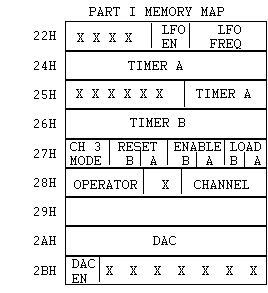 PART I MEMORY MAP
22H X X X X LFO EN LFO FREQ
24H TIMER A
25H X X X X X X TIMER A
26H TIMER B
27H CH 3 MODE RESET B A ENABLE B A LOAD B A
28H OPERATOR X CHANNEL
29H
2AH DAC
2BH DAC EN X X X X X X X